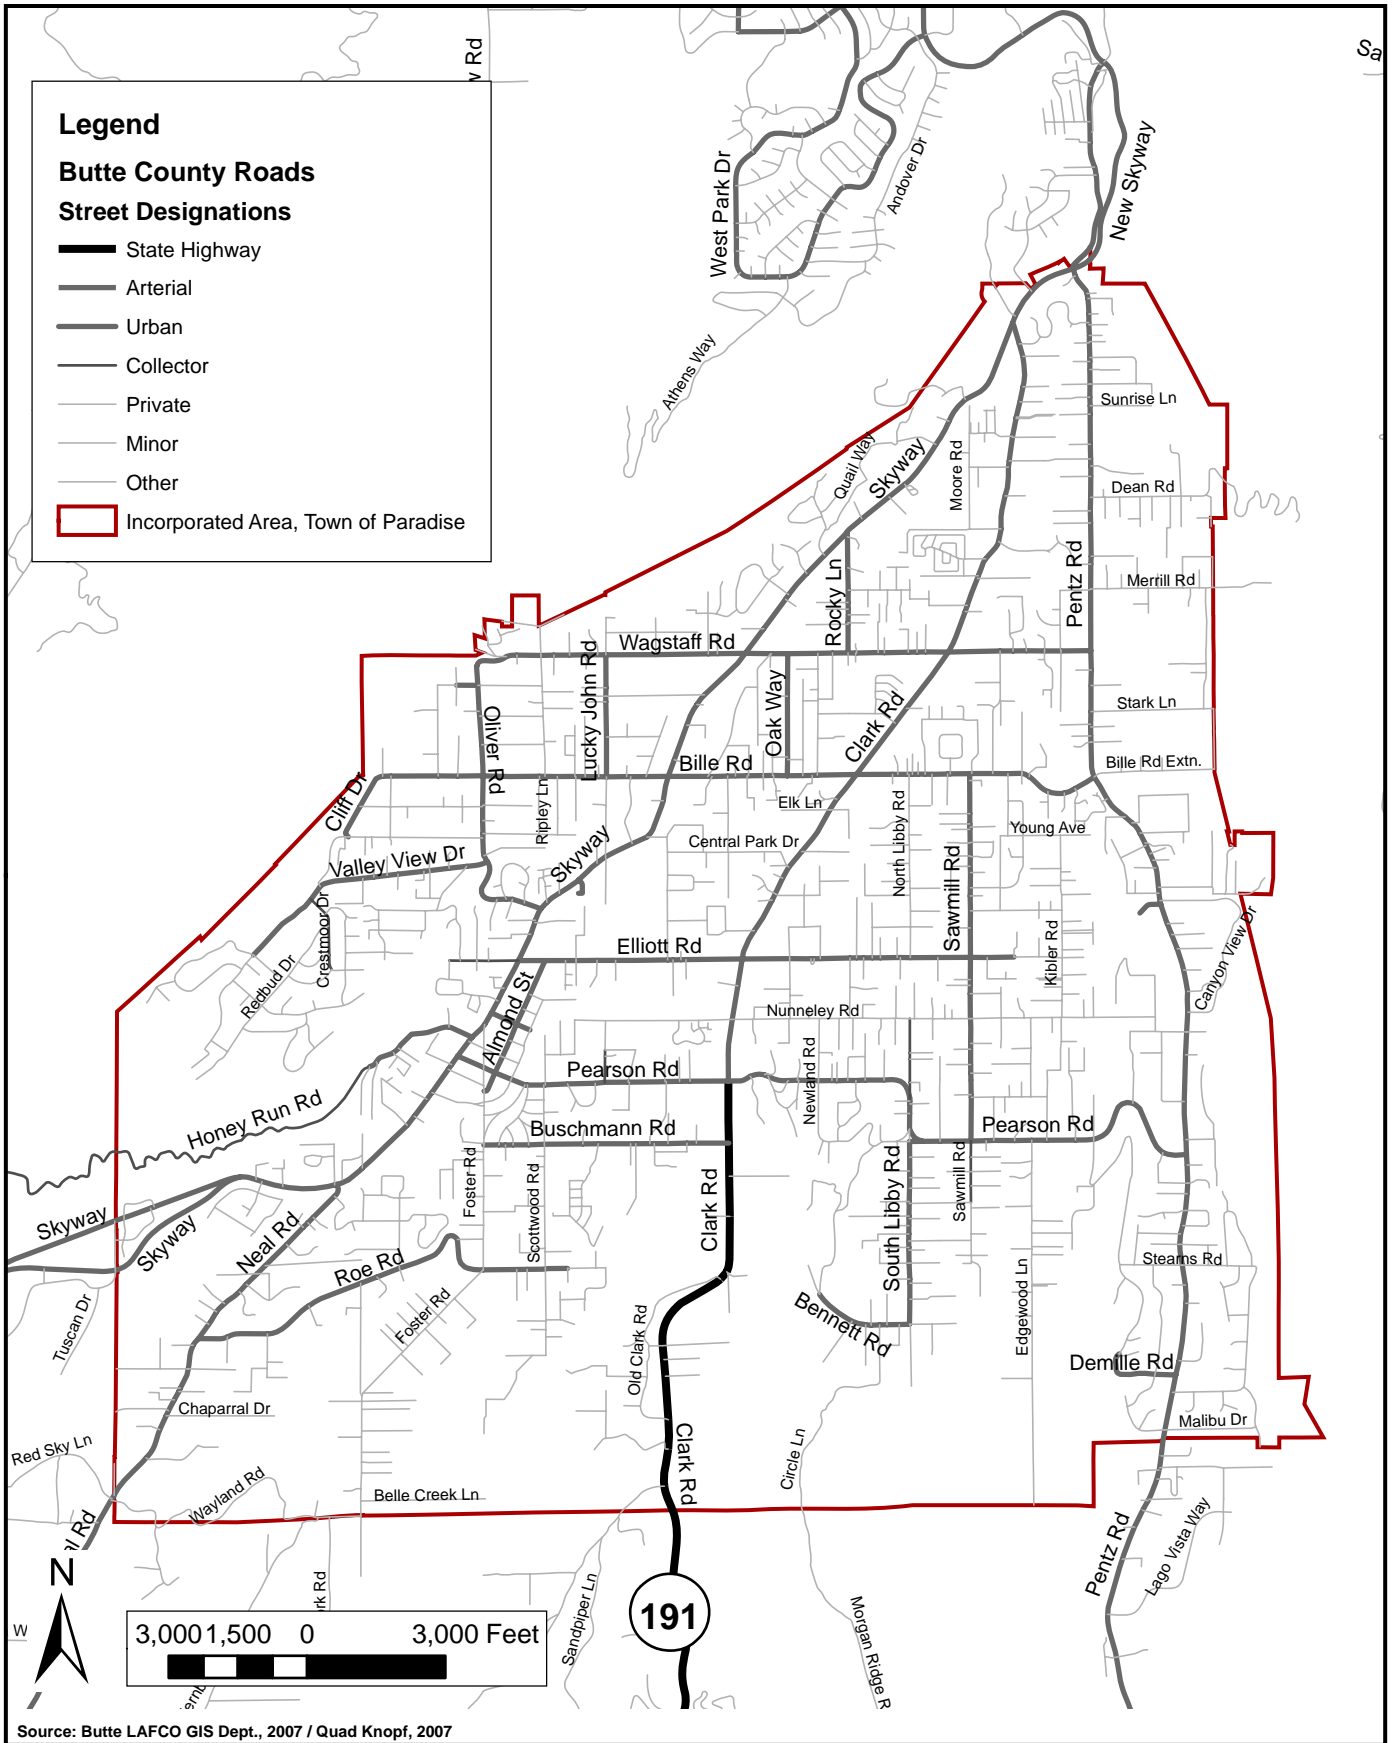 w Rd
Sa
Legend
Butte County Roads
Street Designations
State Highway
Arterial
Urban
Collector
Private
Minor
Other
Incorporated Area, Town of Paradise
West Park Dr
Andover Dr
New Skyway
Athens Way
Sunrise Ln
Quail Way
Skyway
Moore Rd
Dean Rd
Pentz Rd
Merrill Rd
Rocky Ln
Wagstaff Rd
Lucky John Rd
Oak Way
Clark Rd
Stark Ln
Oliver Rd
Bille Rd
Bille Rd Extn.
Cliff Dr
Ripley Ln
Elk Ln
North Libby Rd
Young Ave
Central Park Dr
Skyway
Valley View Dr
Sawmill Rd
Crestmoor Dr
Redbud Dr
Elliott Rd
Kibler Rd
Canyon View Dr
Almond St
Nunneley Rd
Pearson Rd
Newland Rd
Honey Run Rd
Buschmann Rd
Pearson Rd
Foster Rd
Scottwood Rd
Clark Rd
South Libby Rd
Sawmill Rd
Skyway
Skyway
Neal Rd
Roe Rd
Stearns Rd
Tuscan Dr
Foster Rd
Old Clark Rd
Bennett Rd
Edgewood Ln
Demille Rd
Chaparral Dr
Malibu Dr
Red Sky Ln
Clark Rd
Circle Ln
Wayland Rd
Belle Creek Ln
al Rd
Pentz Rd
Lago Vista Way
N
rk Rd
Sandpiper Ln
191
Morgan Ridge R
W
3,000 1,500 0 3,000 Feet
ernb
Source: Butte LAFCO GIS Dept., 2007 / Quad Knopf, 2007